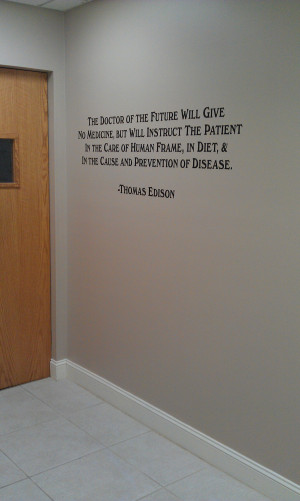 The Doctor of the Future Will Give
No Medicine, but Will Instruct The Patient
In the Care of Human Frame, in Diet, &
In the Cause and Prevention of Disease.
-Thomas Edison